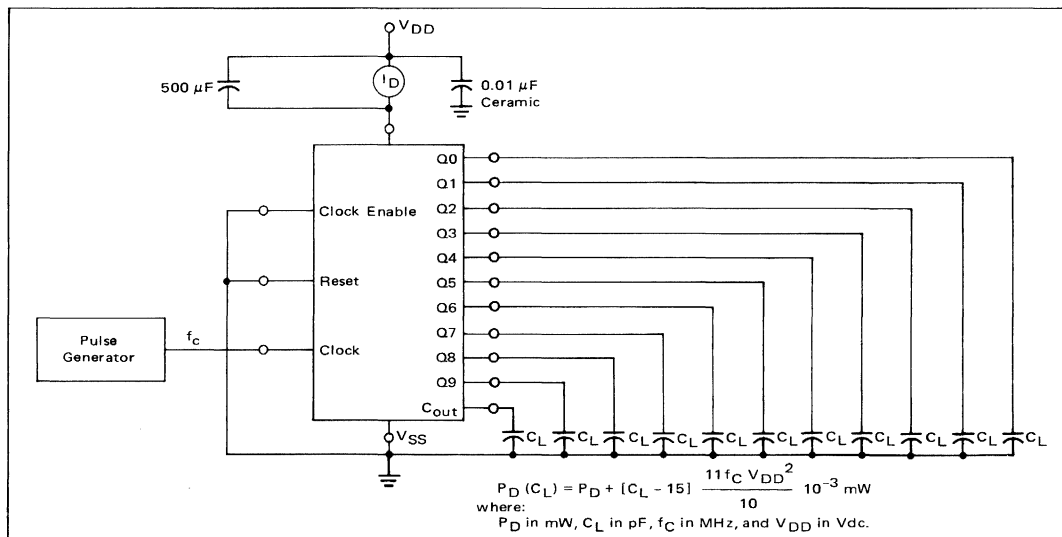 VDD
500 µF
ID
0.01 µF
Ceramic
Q0
Q1
Clock Enable
Q2
Q3
Q4
Reset
Q5
Q6
Pulse
Generator
fc
Clock
Q7
Q8
Q9
Cout
VSS
CL CL CL CL CL CL CL CL CL CL CL
PD (CL) = PD + [CL - 15] 11 fC VDD² / 10 10⁻³ mW
where:
PD in mW, CL in pF, fC in MHz, and VDD in Vdc.